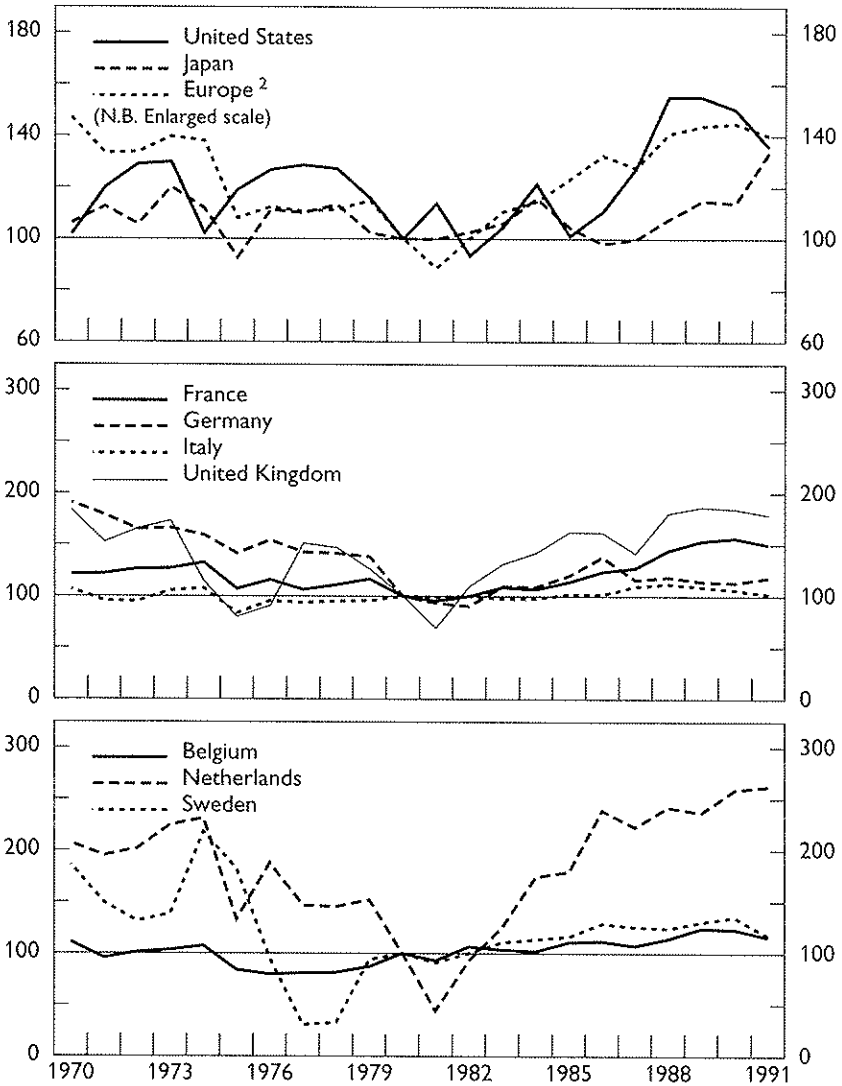 180 180
United States
Japan
Europe 2
(N.B. Enlarged scale)
140 140
100 100
60 60
300 300
France
Germany
Italy
United Kingdom
200 200
100 100
0 0
300 300
Belgium
Netherlands
Sweden
200 200
100 100
0 0
1970 1973 1976 1979 1982 1985 1988 1991